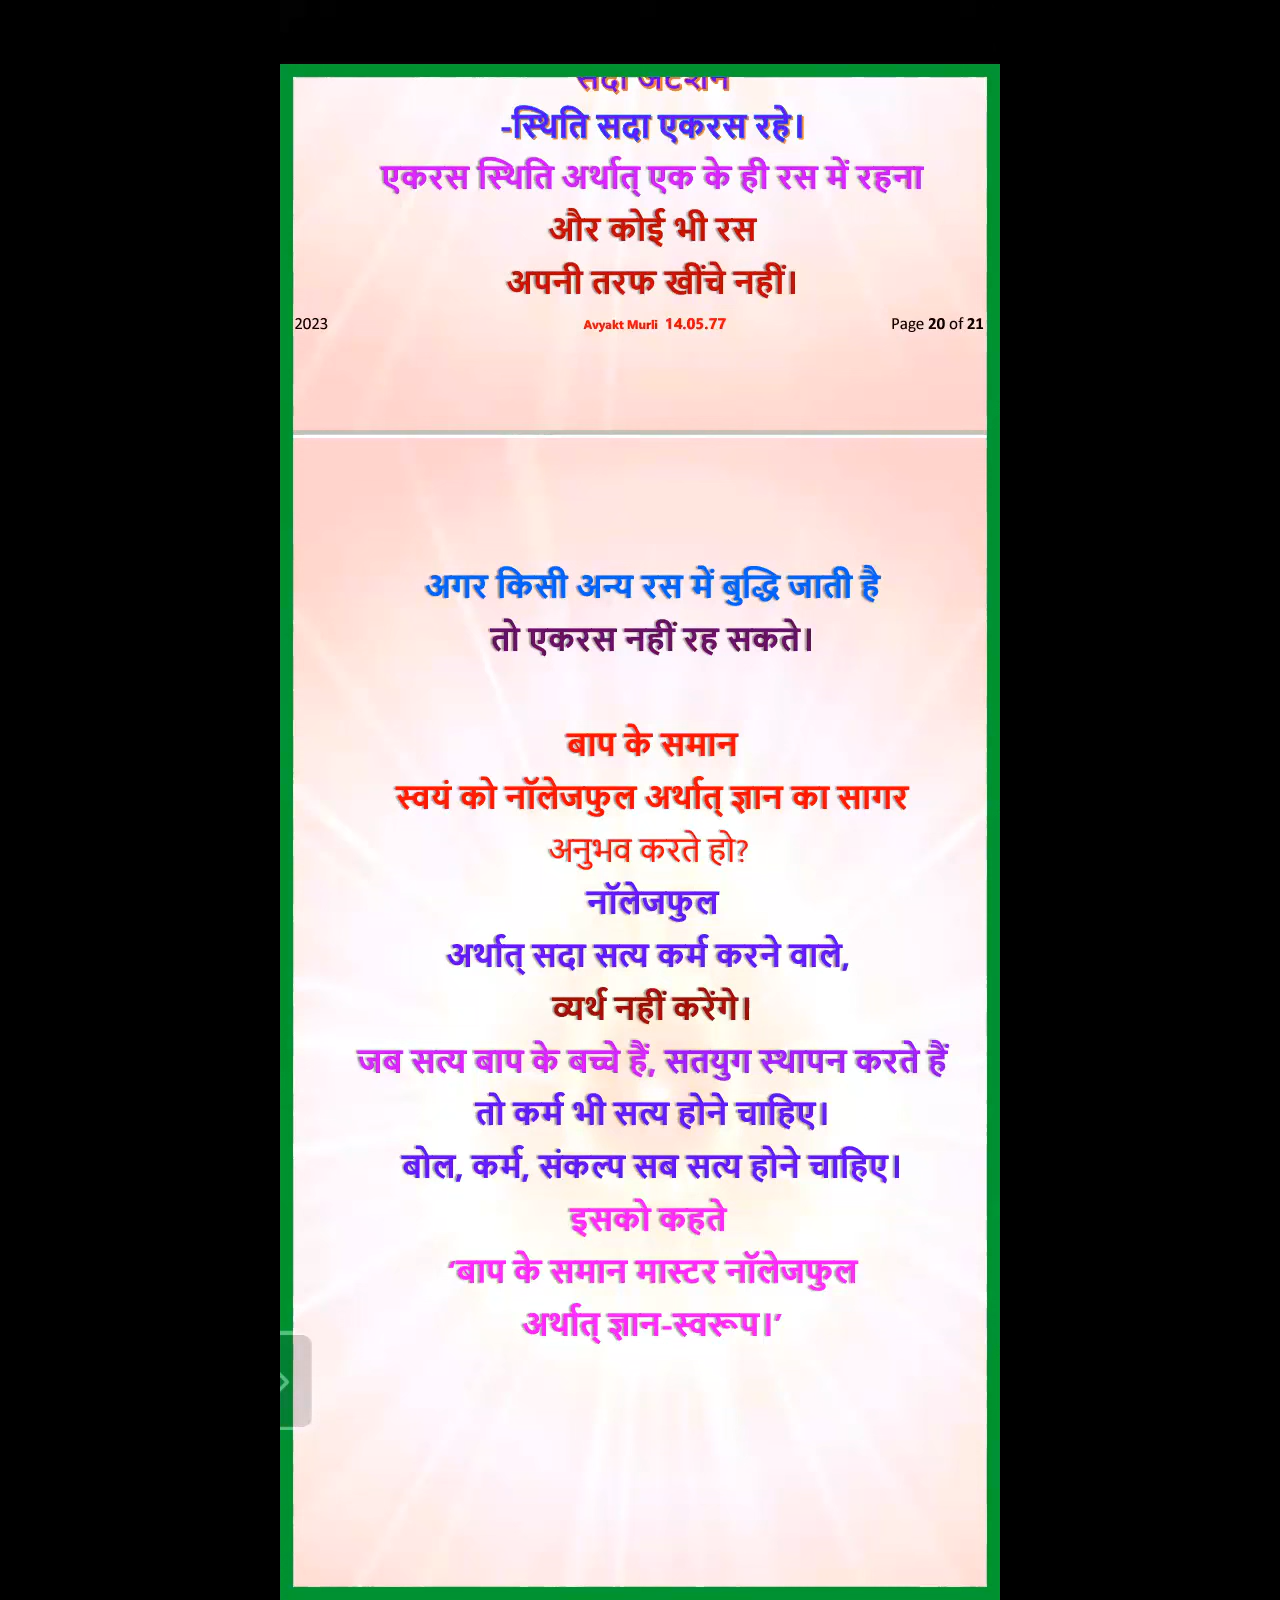 सदा अटेंशन
-स्थिति सदा एकरस रहे।
एकरस स्थिति अर्थात् एक के ही रस में रहना
और कोई भी रस
अपनी तरफ खींचे नहीं।
2023 Avyakt Murli 14.05.77 Page 20 of 21
अगर किसी अन्य रस में बुद्धि जाती है
तो एकरस नहीं रह सकते।
बाप के समान
स्वयं को नॉलेजफुल अर्थात् ज्ञान का सागर
अनुभव करते हो?
नॉलेजफुल
अर्थात् सदा सत्य कर्म करने वाले,
व्यर्थ नहीं करेंगे।
जब सत्य बाप के बच्चे हैं, सतयुग स्थापन करते हैं
तो कर्म भी सत्य होने चाहिए।
बोल, कर्म, संकल्प सब सत्य होने चाहिए।
इसको कहते
‘बाप के समान मास्टर नॉलेजफुल
अर्थात् ज्ञान-स्वरूप।’